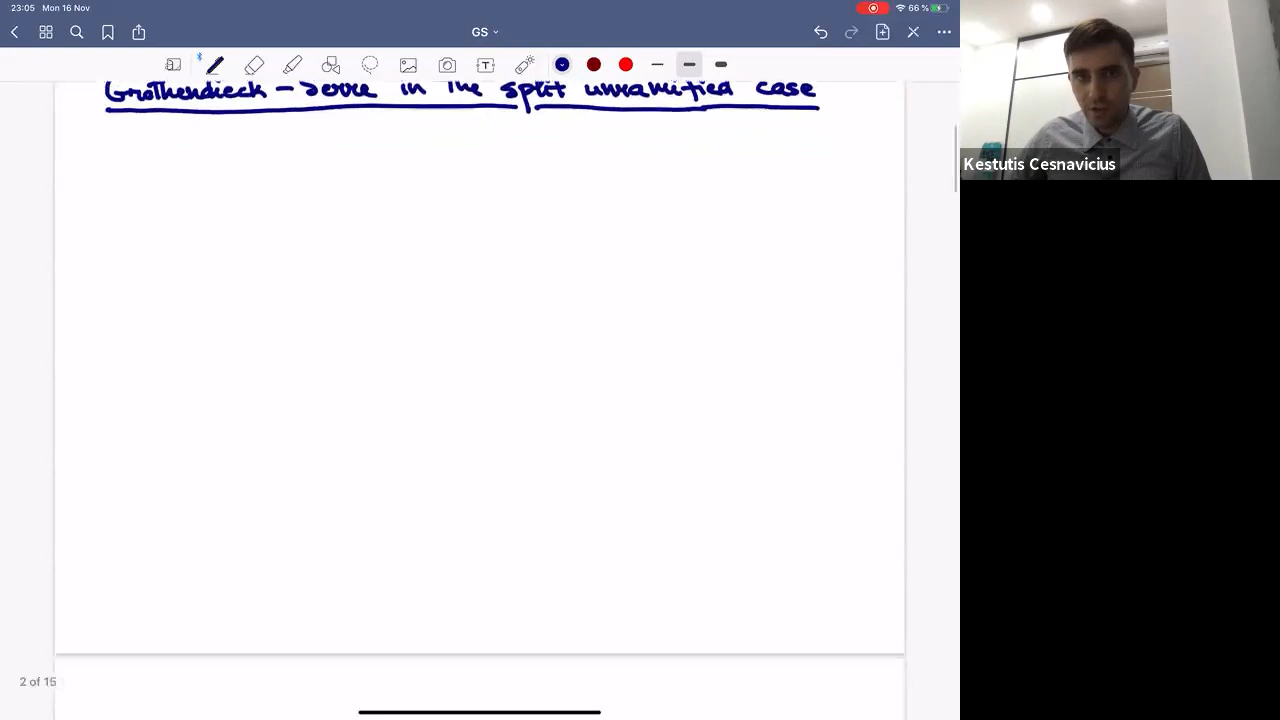 23:05 Mon 16 Nov
66 %
GS
T
Grothendieck – Serre in the split unramified case
Kestutis Cesnavicius
2 of 15